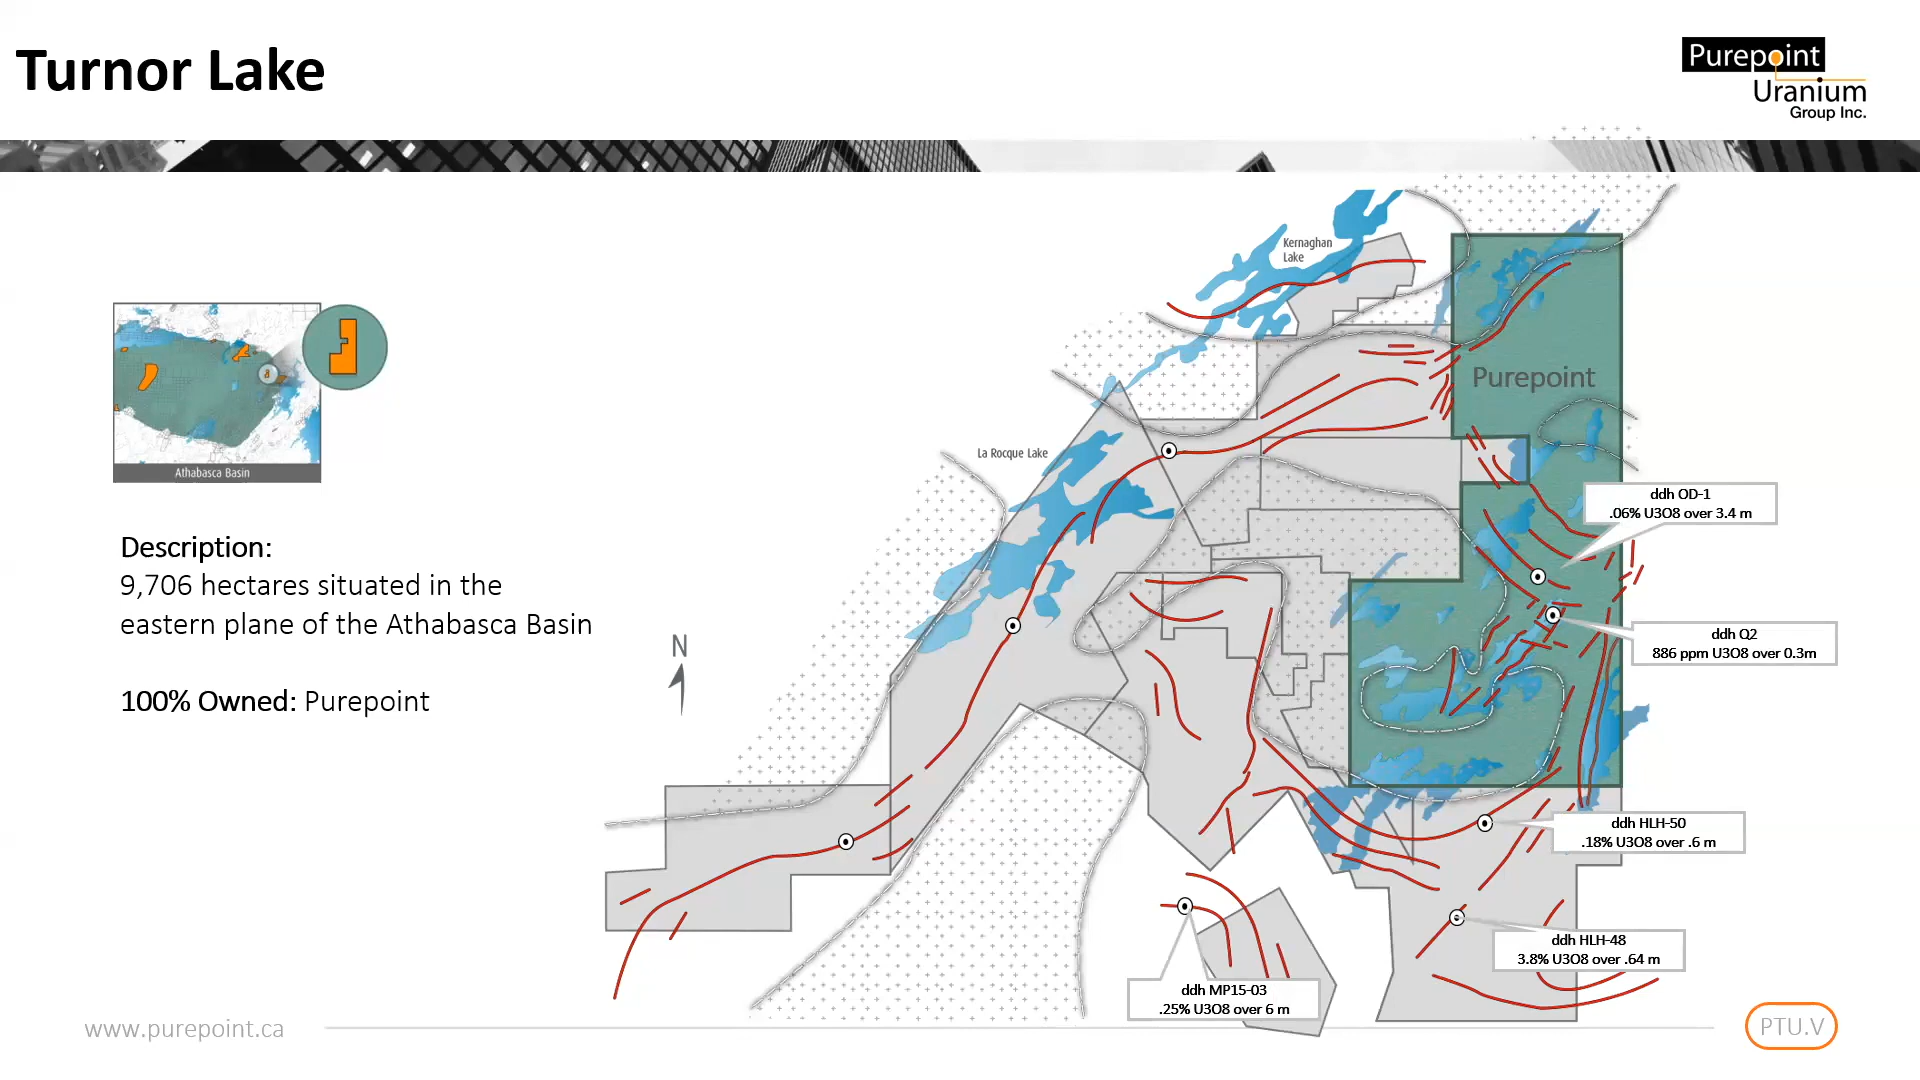 Turnor Lake
Purepoint
Uranium
Group Inc.
Kernaghan
Lake
Purepoint
La Rocque Lake
Athabasca Basin
ddh OD-1
.06% U3O8 over 3.4 m
Description:
9,706 hectares situated in the
eastern plane of the Athabasca Basin
100% Owned: Purepoint
N
ddh Q2
886 ppm U3O8 over 0.3m
ddh HLH-50
.18% U3O8 over .6 m
ddh HLH-48
3.8% U3O8 over .64 m
ddh MP15-03
.25% U3O8 over 6 m
www.purepoint.ca
PTU.V